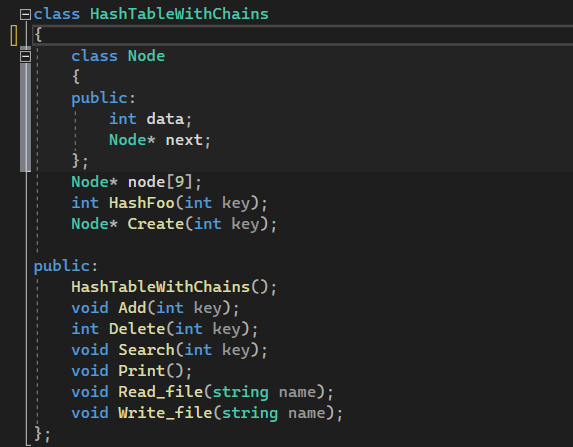 class HashTableWithChains
{
    class Node
    {
    public:
        int data;
        Node* next;
    };
    Node* node[9];
    int HashFoo(int key);
    Node* Create(int key);

public:
    HashTableWithChains();
    void Add(int key);
    int Delete(int key);
    void Search(int key);
    void Print();
    void Read_file(string name);
    void Write_file(string name);
};